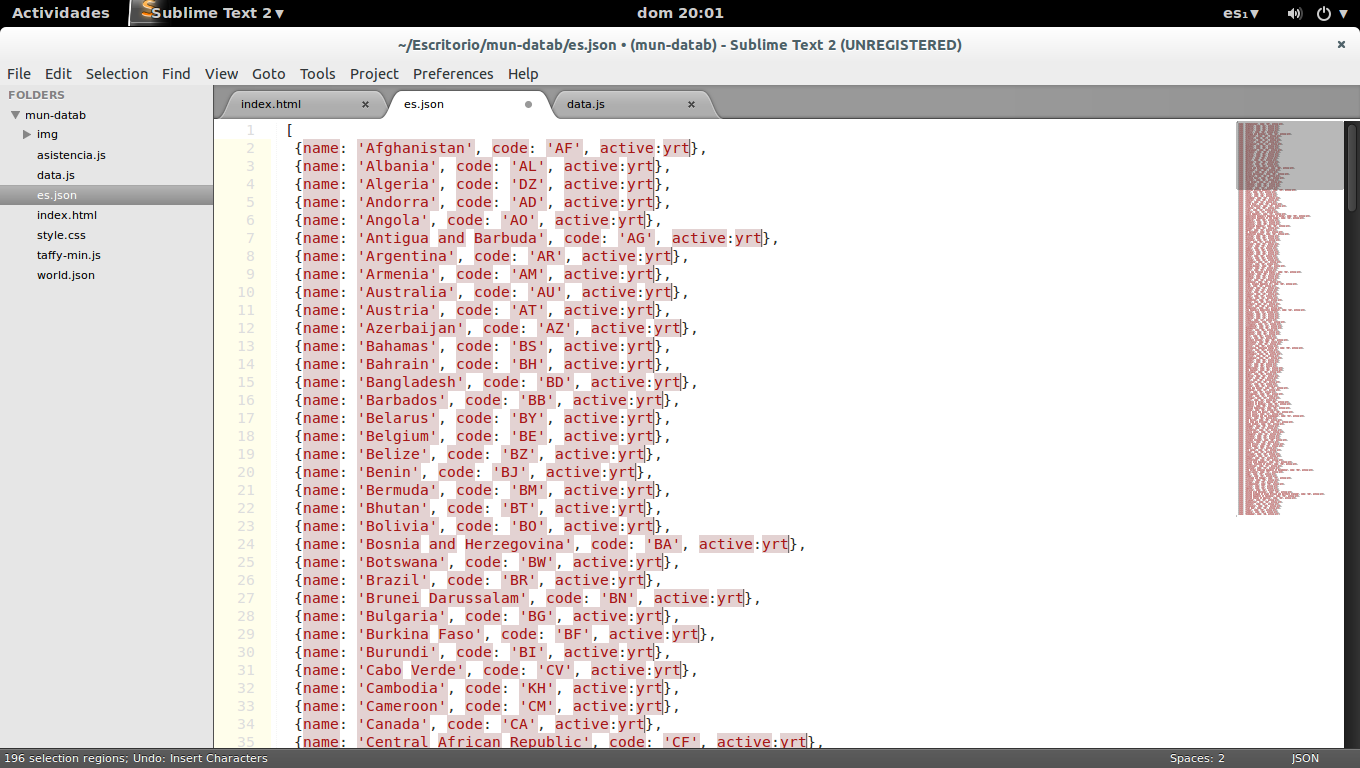 Actividades Sublime Text 2 dom 20:01 es₁
~/Escritorio/mun-datab/es.json • (mun-datab) - Sublime Text 2 (UNREGISTERED)
File Edit Selection Find View Goto Tools Project Preferences Help
FOLDERS
mun-datab
img
asistencia.js
data.js
es.json
index.html
style.css
taffy-min.js
world.json
index.html es.json data.js
1 [
2 {name: 'Afghanistan', code: 'AF', active:yrt},
3 {name: 'Albania', code: 'AL', active:yrt},
4 {name: 'Algeria', code: 'DZ', active:yrt},
5 {name: 'Andorra', code: 'AD', active:yrt},
6 {name: 'Angola', code: 'AO', active:yrt},
7 {name: 'Antigua and Barbuda', code: 'AG', active:yrt},
8 {name: 'Argentina', code: 'AR', active:yrt},
9 {name: 'Armenia', code: 'AM', active:yrt},
10 {name: 'Australia', code: 'AU', active:yrt},
11 {name: 'Austria', code: 'AT', active:yrt},
12 {name: 'Azerbaijan', code: 'AZ', active:yrt},
13 {name: 'Bahamas', code: 'BS', active:yrt},
14 {name: 'Bahrain', code: 'BH', active:yrt},
15 {name: 'Bangladesh', code: 'BD', active:yrt},
16 {name: 'Barbados', code: 'BB', active:yrt},
17 {name: 'Belarus', code: 'BY', active:yrt},
18 {name: 'Belgium', code: 'BE', active:yrt},
19 {name: 'Belize', code: 'BZ', active:yrt},
20 {name: 'Benin', code: 'BJ', active:yrt},
21 {name: 'Bermuda', code: 'BM', active:yrt},
22 {name: 'Bhutan', code: 'BT', active:yrt},
23 {name: 'Bolivia', code: 'BO', active:yrt},
24 {name: 'Bosnia and Herzegovina', code: 'BA', active:yrt},
25 {name: 'Botswana', code: 'BW', active:yrt},
26 {name: 'Brazil', code: 'BR', active:yrt},
27 {name: 'Brunei Darussalam', code: 'BN', active:yrt},
28 {name: 'Bulgaria', code: 'BG', active:yrt},
29 {name: 'Burkina Faso', code: 'BF', active:yrt},
30 {name: 'Burundi', code: 'BI', active:yrt},
31 {name: 'Cabo Verde', code: 'CV', active:yrt},
32 {name: 'Cambodia', code: 'KH', active:yrt},
33 {name: 'Cameroon', code: 'CM', active:yrt},
34 {name: 'Canada', code: 'CA', active:yrt},
35 {name: 'Central African Republic', code: 'CF', active:yrt},
196 selection regions; Undo: Insert Characters Spaces: 2 JSON